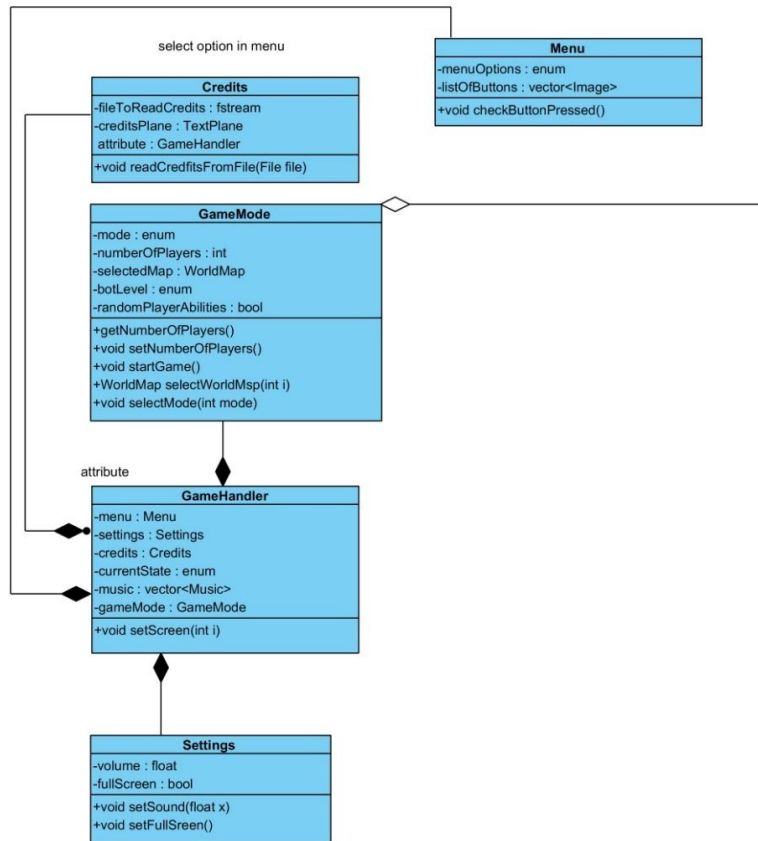 select option in menu
Menu
-menuOptions : enum
-listOfButtons : vector<Image>
+void checkButtonPressed()
Credits
-fileToReadCredits : fstream
-creditsPlane : TextPlane
attribute : GameHandler
+void readCredfitsFromFile(File file)
GameMode
-mode : enum
-numberOfPlayers : int
-selectedMap : WorldMap
-botLevel : enum
-randomPlayerAbilities : bool
+getNumberOfPlayers()
+void setNumberOfPlayers()
+void startGame()
+WorldMap selectWorldMsp(int i)
+void selectMode(int mode)
attribute
GameHandler
-menu : Menu
-settings : Settings
-credits : Credits
-currentState : enum
-music : vector<Music>
-gameMode : GameMode
+void setScreen(int i)
Settings
-volume : float
-fullScreen : bool
+void setSound(float x)
+void setFullSreen()